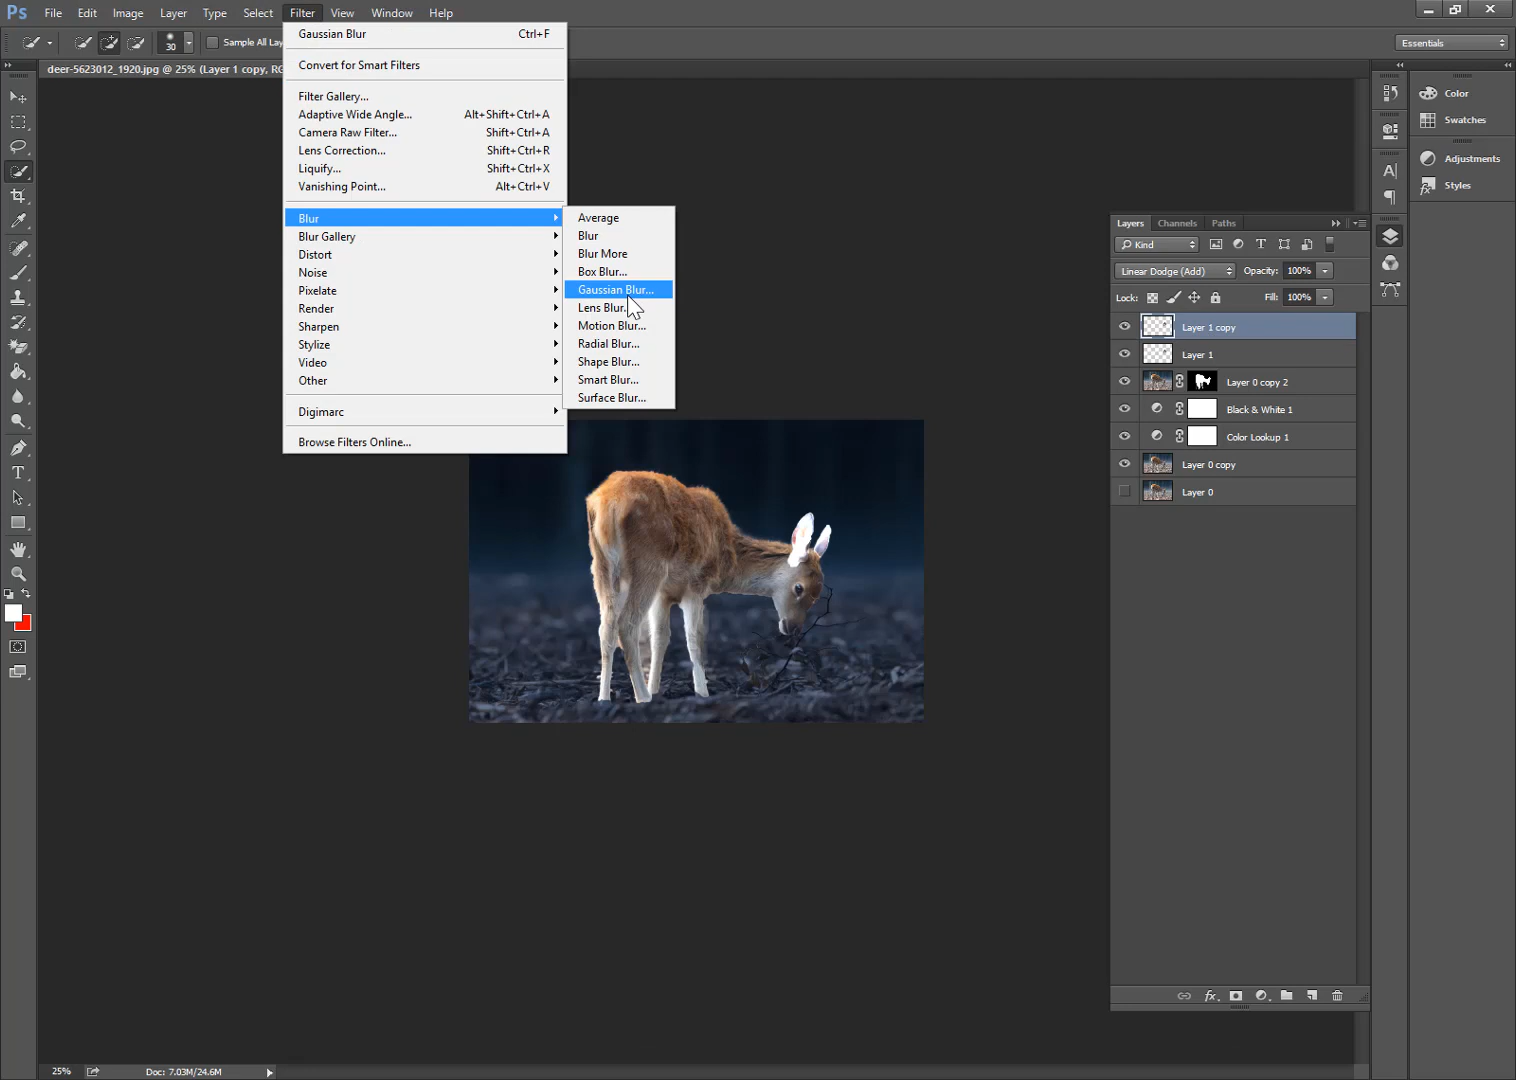 Ps File Edit Image Layer Type Select Filter View Window Help
30 Sample All Lay
Essentials
deer-5623012_1920.jpg @ 25% (Layer 1 copy, RG
Gaussian Blur Ctrl+F
Convert for Smart Filters
Filter Gallery...
Adaptive Wide Angle... Alt+Shift+Ctrl+A
Camera Raw Filter... Shift+Ctrl+A
Lens Correction... Shift+Ctrl+R
Liquify... Shift+Ctrl+X
Vanishing Point... Alt+Ctrl+V
Blur
Blur Gallery
Distort
Noise
Pixelate
Render
Sharpen
Stylize
Video
Other
Digimarc
Browse Filters Online...
Average
Blur
Blur More
Box Blur...
Gaussian Blur...
Lens Blur..
Motion Blur...
Radial Blur...
Shape Blur...
Smart Blur...
Surface Blur...
Color
Swatches
Adjustments
Styles
Layers Channels Paths
Kind
Linear Dodge (Add) Opacity: 100%
Lock: Fill: 100%
Layer 1 copy
Layer 1
Layer 0 copy 2
Black & White 1
Color Lookup 1
Layer 0 copy
Layer 0
fx
25% Doc: 7.03M/24.6M